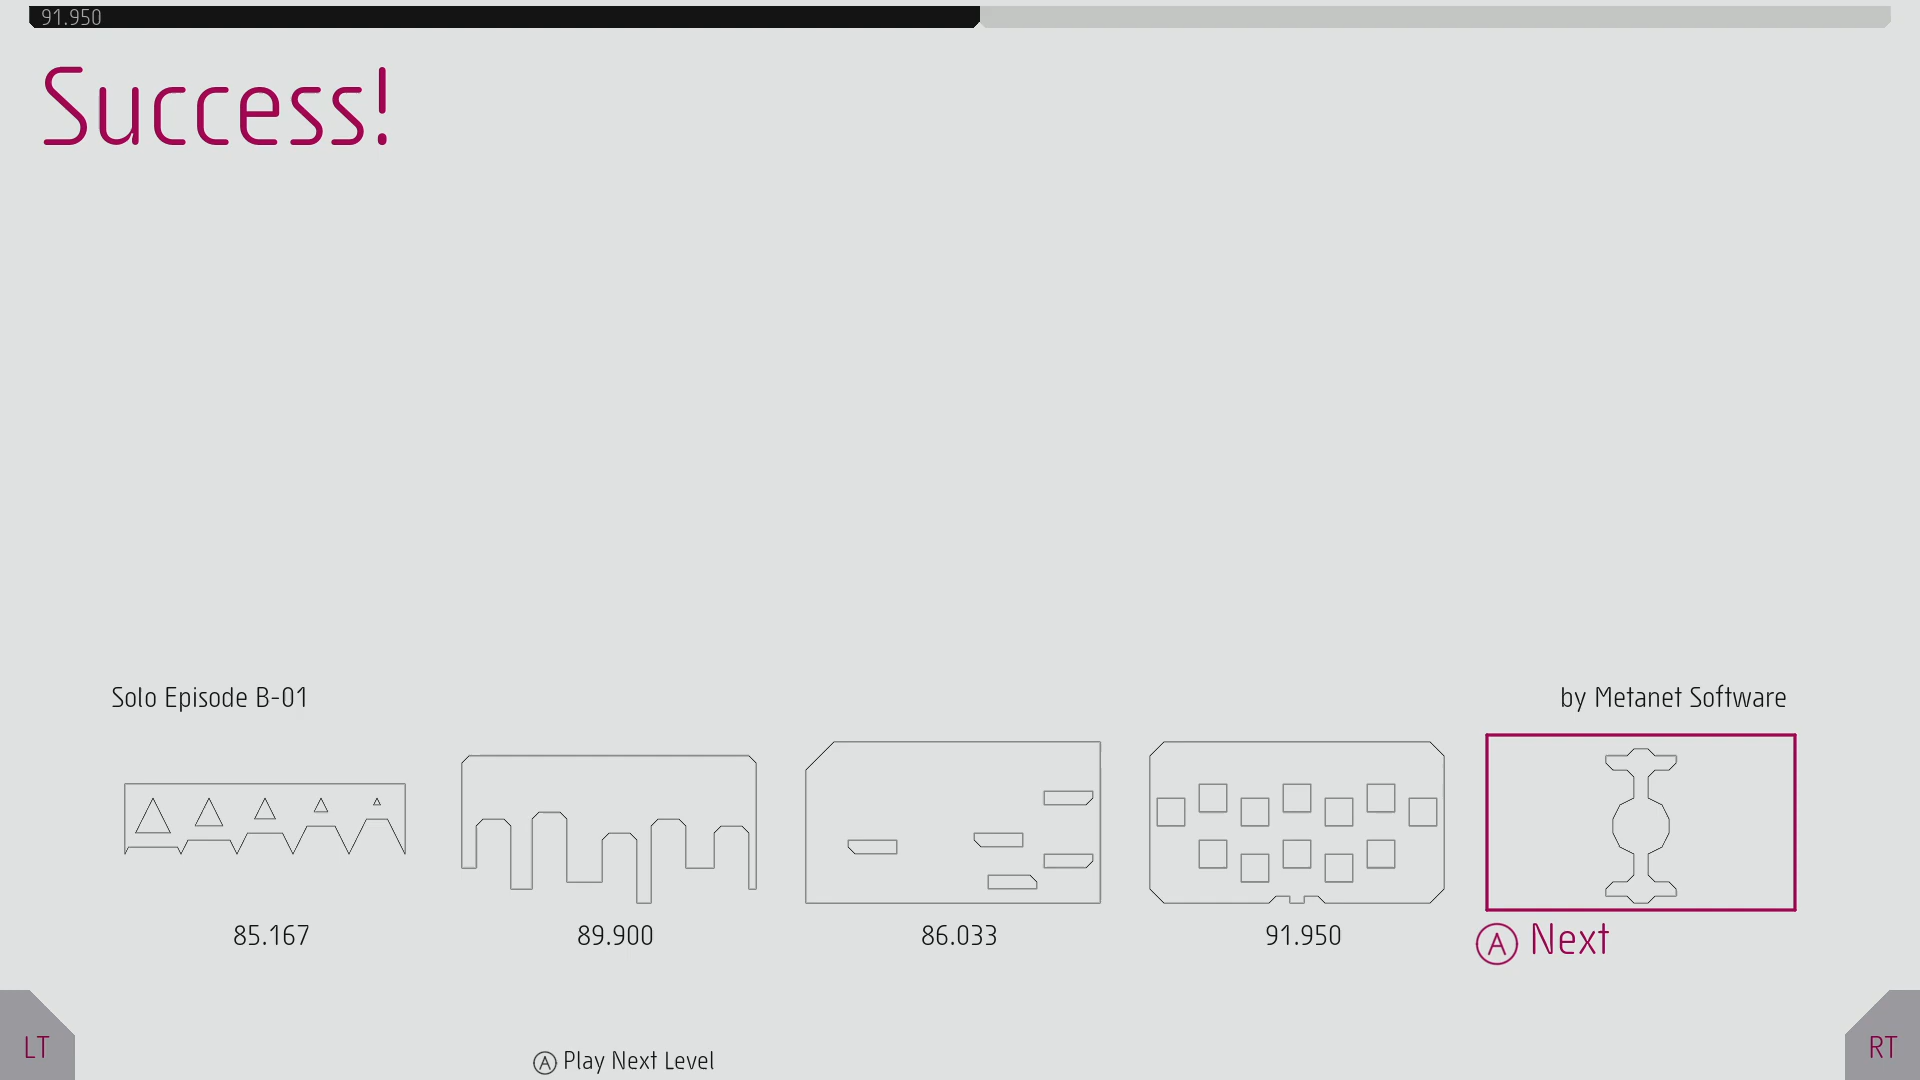 91.950
Success!
Solo Episode B-01
by Metanet Software
85.167
89.900
86.033
91.950
A Next
LT
A Play Next Level
RT